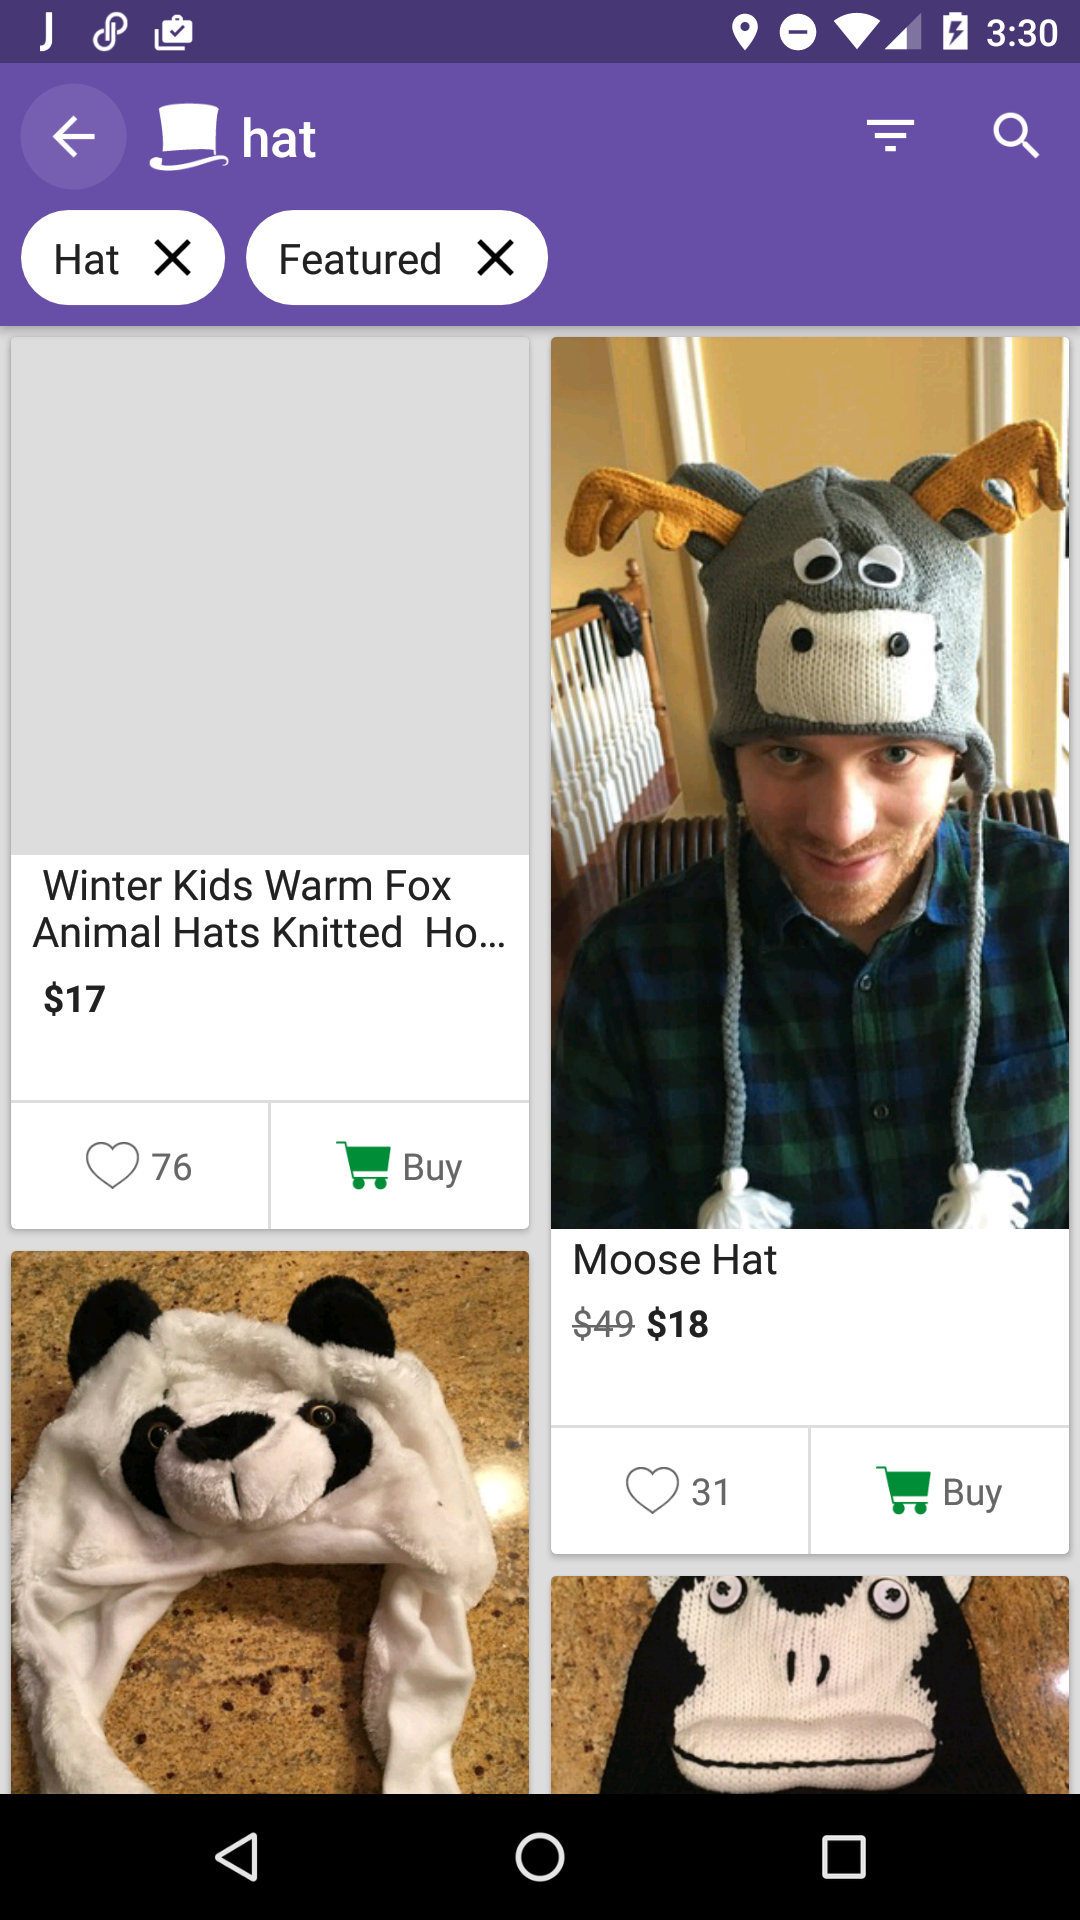 3:30
hat
Hat
Featured
Winter Kids Warm Fox
Animal Hats Knitted Ho...
$17
76
Buy
Moose Hat
$49 $18
31
Buy